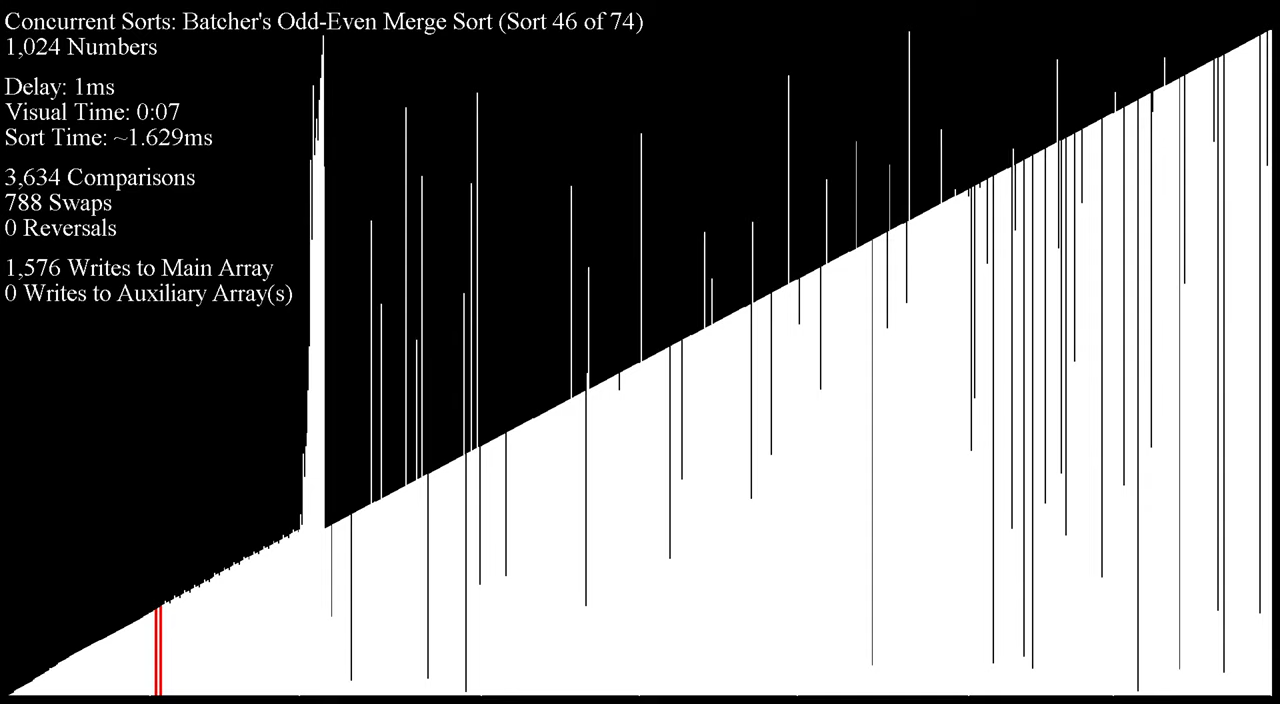 Concurrent Sorts: Batcher's Odd-Even Merge Sort (Sort 46 of 74)
1,024 Numbers
Delay: 1ms
Visual Time: 0:07
Sort Time: ~1.629ms
3,634 Comparisons
788 Swaps
0 Reversals
1,576 Writes to Main Array
0 Writes to Auxiliary Array(s)